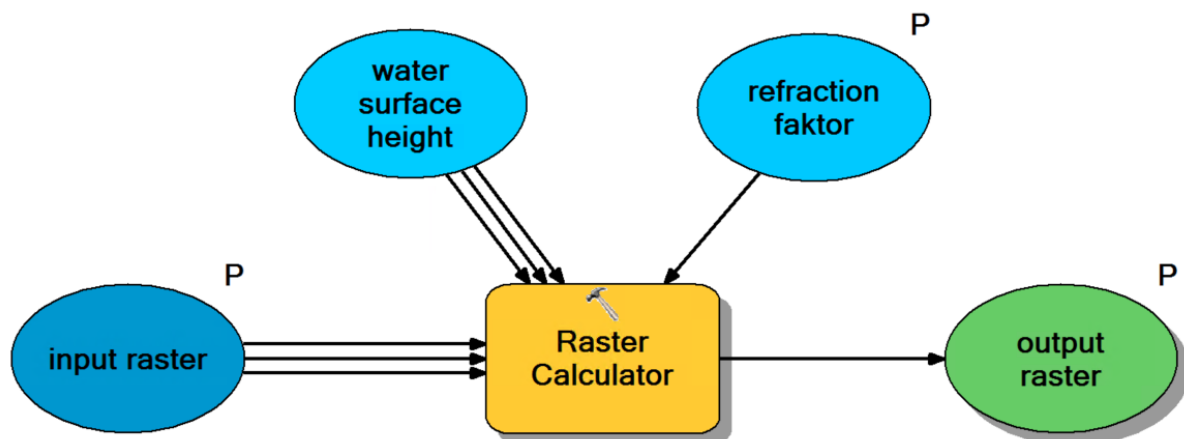 water
surface
height
P
refraction
faktor
P
input raster
Raster
Calculator
P
output
raster